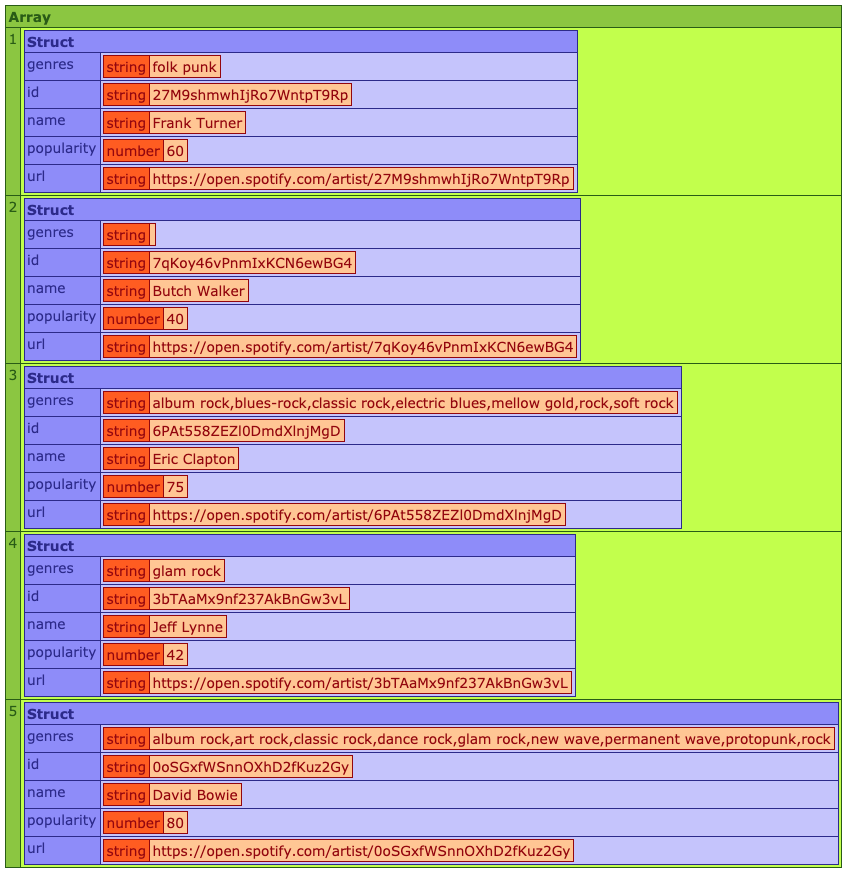 Array
1 Struct
genres string folk punk
id string 27M9shmwhIjRo7WntpT9Rp
name string Frank Turner
popularity number 60
url string https://open.spotify.com/artist/27M9shmwhIjRo7WntpT9Rp
2 Struct
genres string
id string 7qKoy46vPnmIxKCN6ewBG4
name string Butch Walker
popularity number 40
url string https://open.spotify.com/artist/7qKoy46vPnmIxKCN6ewBG4
3 Struct
genres string album rock,blues-rock,classic rock,electric blues,mellow gold,rock,soft rock
id string 6PAt558ZEZl0DmdXlnjMgD
name string Eric Clapton
popularity number 75
url string https://open.spotify.com/artist/6PAt558ZEZl0DmdXlnjMgD
4 Struct
genres string glam rock
id string 3bTAaMx9nf237AkBnGw3vL
name string Jeff Lynne
popularity number 42
url string https://open.spotify.com/artist/3bTAaMx9nf237AkBnGw3vL
5 Struct
genres string album rock,art rock,classic rock,dance rock,glam rock,new wave,permanent wave,protopunk,rock
id string 0oSGxfWSnnOXhD2fKuz2Gy
name string David Bowie
popularity number 80
url string https://open.spotify.com/artist/0oSGxfWSnnOXhD2fKuz2Gy